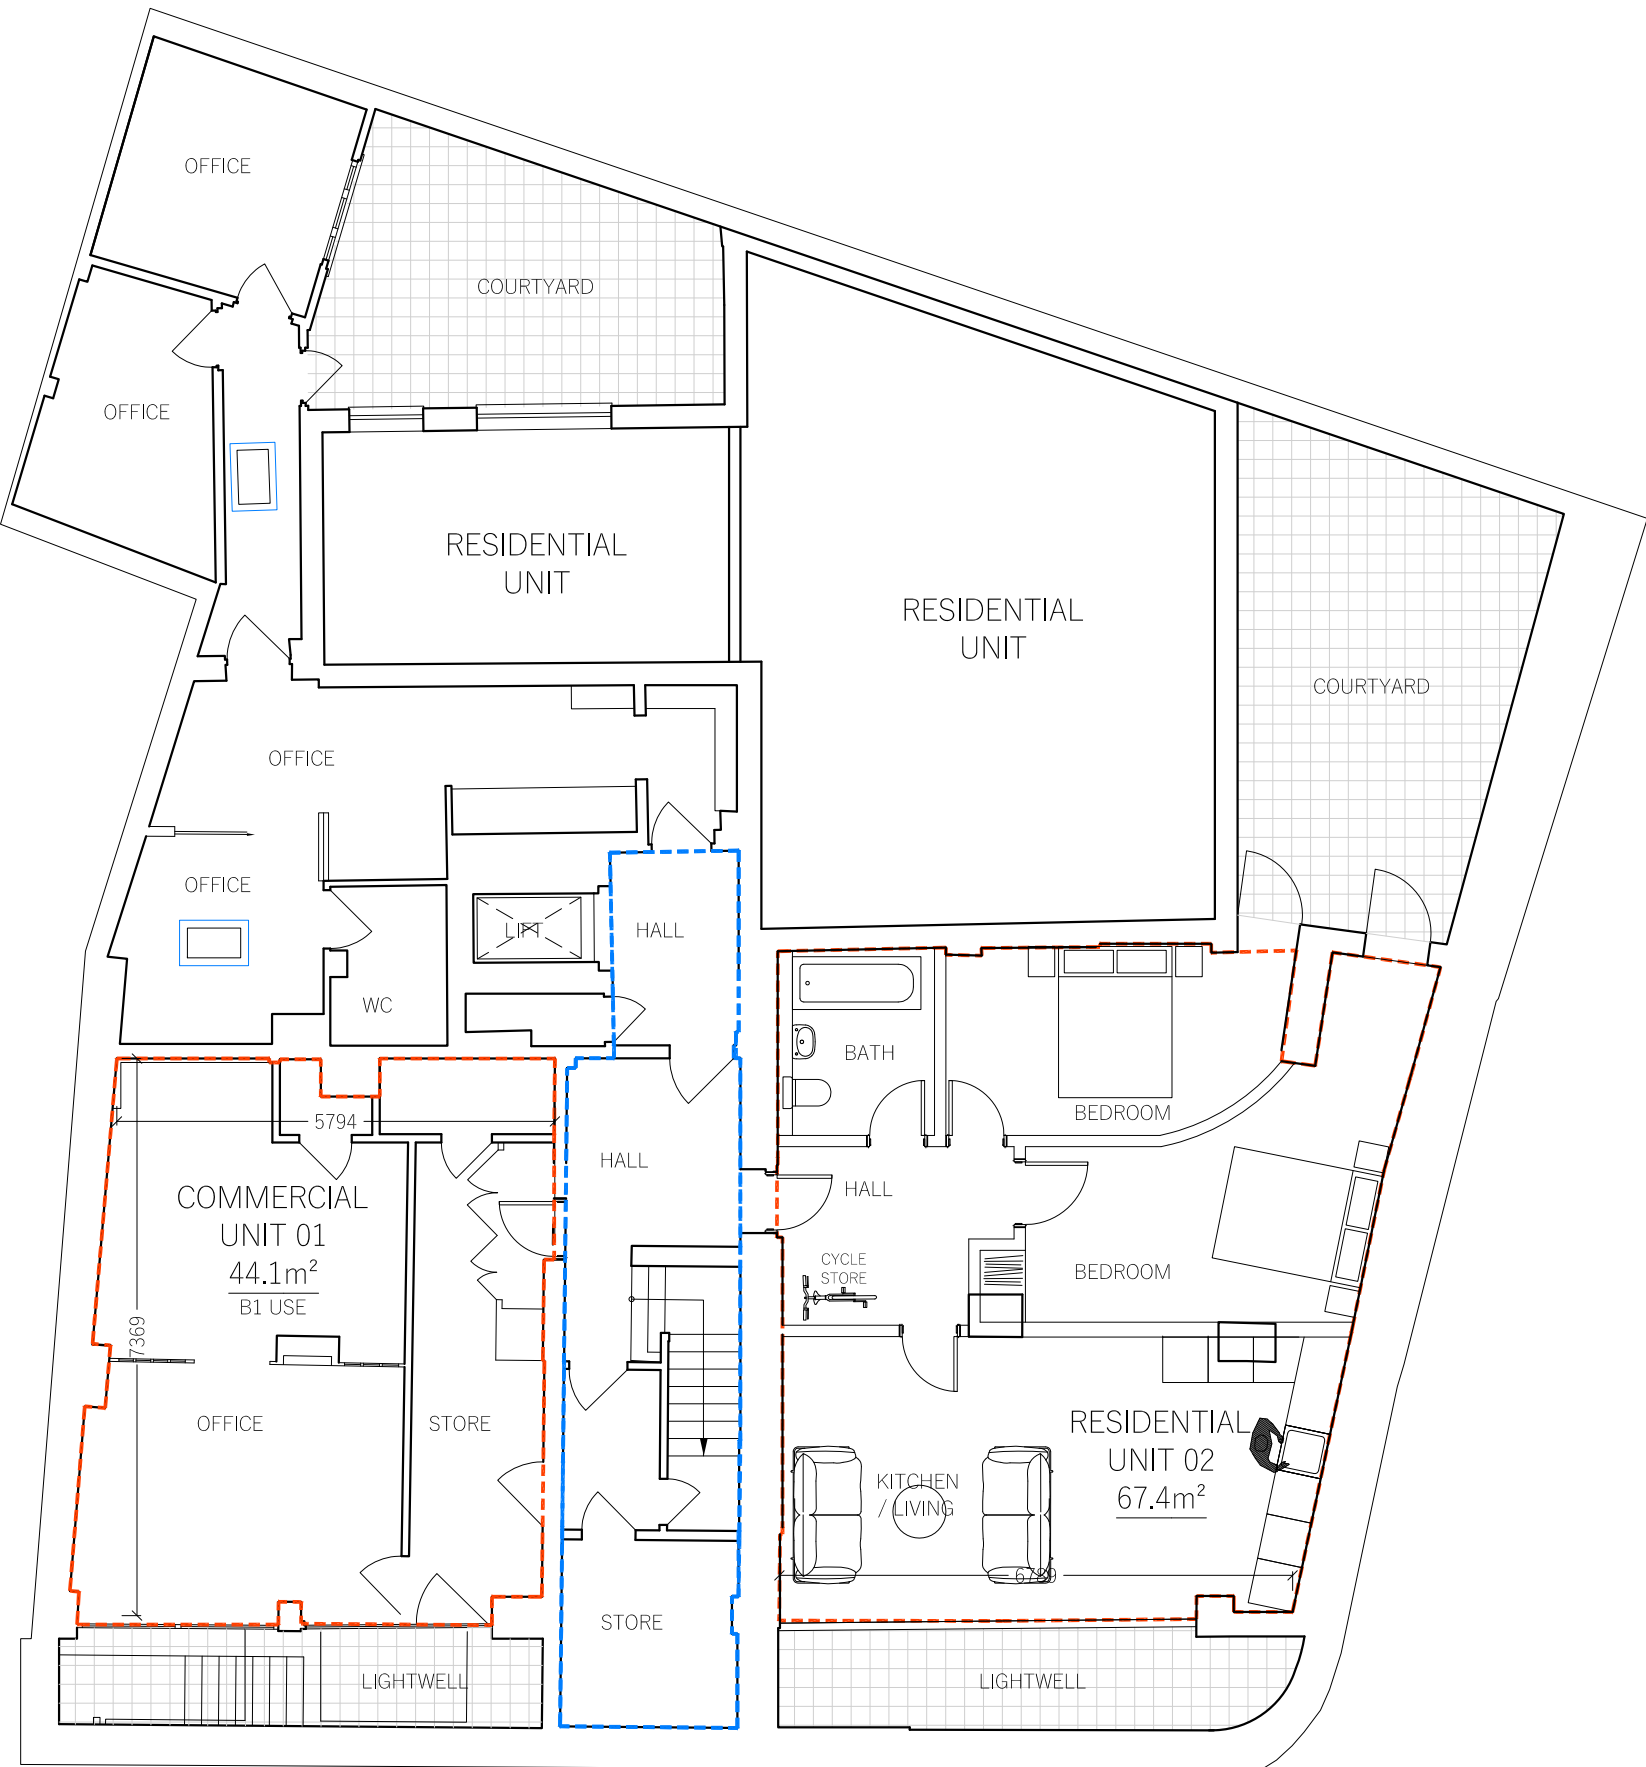 OFFICE
COURTYARD
OFFICE
RESIDENTIAL
UNIT
RESIDENTIAL
UNIT
COURTYARD
OFFICE
OFFICE
LIFT
HALL
WC
BATH
BEDROOM
5794
HALL
HALL
COMMERCIAL
UNIT 01
44.1m²
B1 USE
CYCLE
STORE
BEDROOM
7369
OFFICE
STORE
RESIDENTIAL
UNIT 02
67.4m²
KITCHEN
/ LIVING
STORE
LIGHTWELL
LIGHTWELL